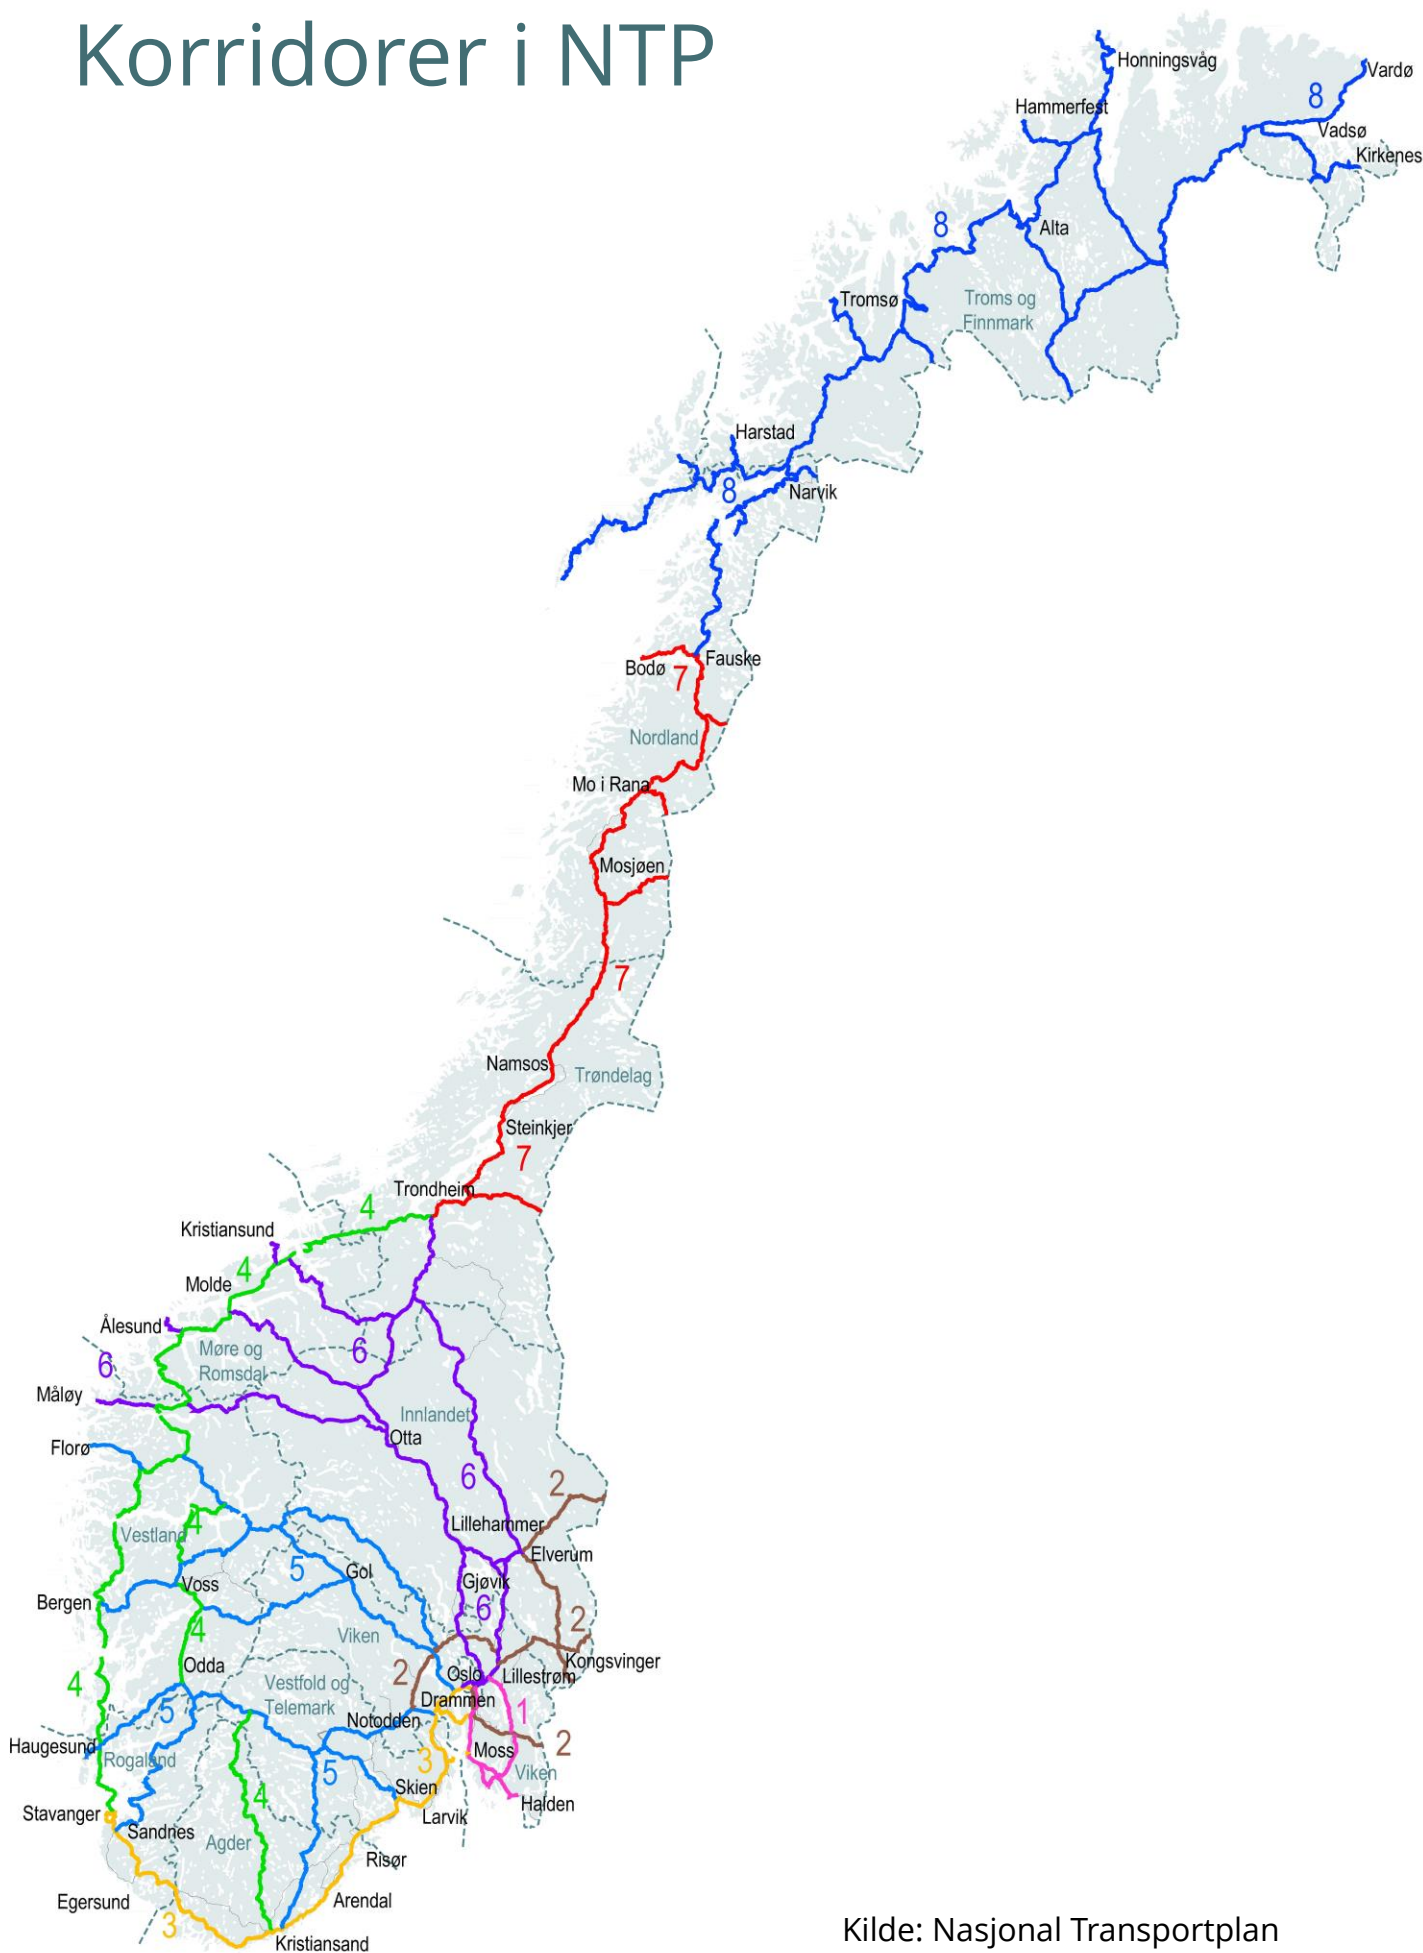 Korridorer i NTP
Honningsvåg
Vardø
8
Hammerfest
Vadsø
Kirkenes
8
Alta
Tromsø
Troms og
Finnmark
Harstad
8
Narvik
Fauske
Bodø
7
Nordland
Mo i Rana
Mosjøen
7
Namsos
Trøndelag
Steinkjer
7
Trondheim
4
Kristiansund
4
Molde
Ålesund
Møre og
Romsdal
6
6
Måløy
Innlandet
Otta
Florø
6
2
Lillehammer
4
Vestland
Elverum
5
Gol
Voss
Gjøvik
Bergen
6
2
4
Viken
Kongsvinger
Odda
Oslo
Lillestrøm
2
4
Vestfold og
Telemark
Drammen
5
Notodden
1
Haugesund
Rogaland
Moss
2
3
5
Viken
Skien
4
Halden
Stavanger
Larvik
Sandnes
Agder
Risør
Egersund
Arendal
3
Kristiansand
Kilde: Nasjonal Transportplan